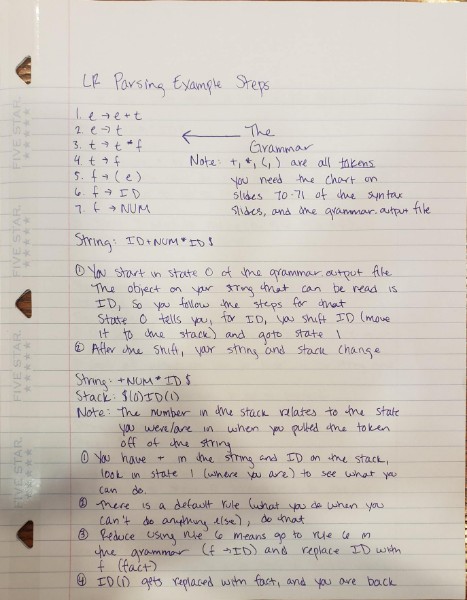 LR Parsing Example Steps
1. e → e + t
2. e → t
3. t → t * f
4 t → f
5. f → ( e )
6. f → ID
7. f → NUM
← The Grammar
Note: +, *, (, ) are all tokens
you need the chart on
slides 70-71 of the syntax
slides, and the grammar.output file
String: ID+NUM*ID$
① You start in state 0 of the grammar.output file
The object on your string that can be read is
ID, so you follow the steps for that
State 0 tells you, for ID, you shift ID (move
it to the stack) and goto state 1
② After the shift, your string and stack change
String: +NUM*ID$
Stack: $(0)ID(1)
Note: The number in the stack relates to the state
you were/are in when you pulled the token
off of the string
① You have + in the string and ID on the stack,
look in state 1 (where you are) to see what you
can do.
② There is a default rule (what you do when you
can't do anything else), do that
③ Reduce using rule 6 means go to rule 6 in
the grammar (f → ID) and replace ID with
f (fact)
④ ID(1) gets replaced with fact, and you are back
FIVE STAR.
FIVE STAR.
FIVE STAR.
FIVE STAR.